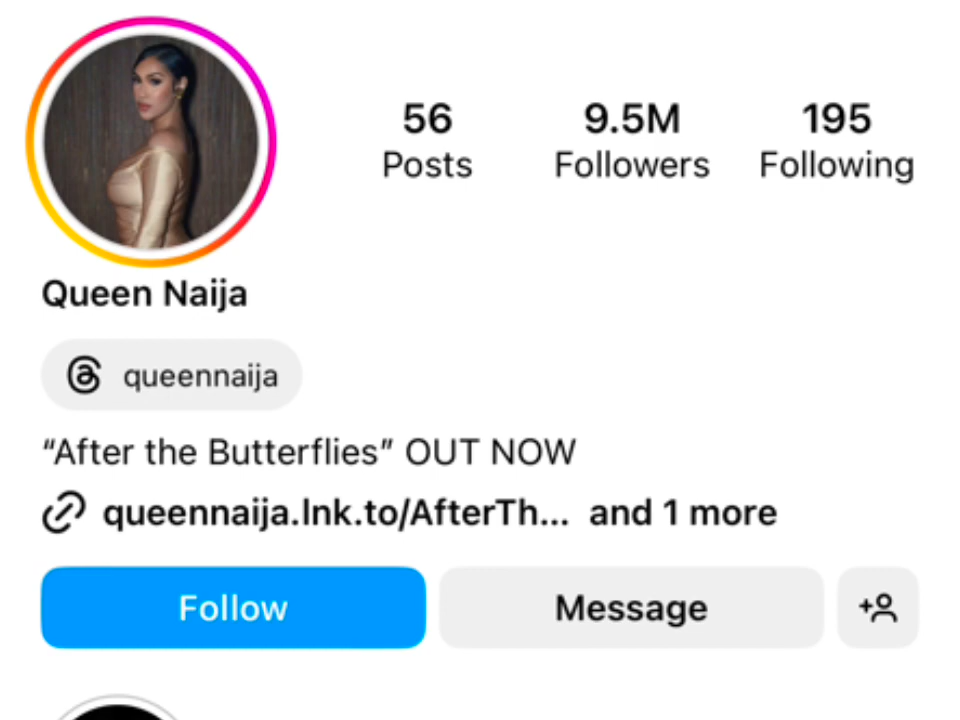 56 9.5M 195
Posts Followers Following
Queen Naija
queennaija
“After the Butterflies” OUT NOW
queennaija.lnk.to/AfterTh... and 1 more
Follow Message